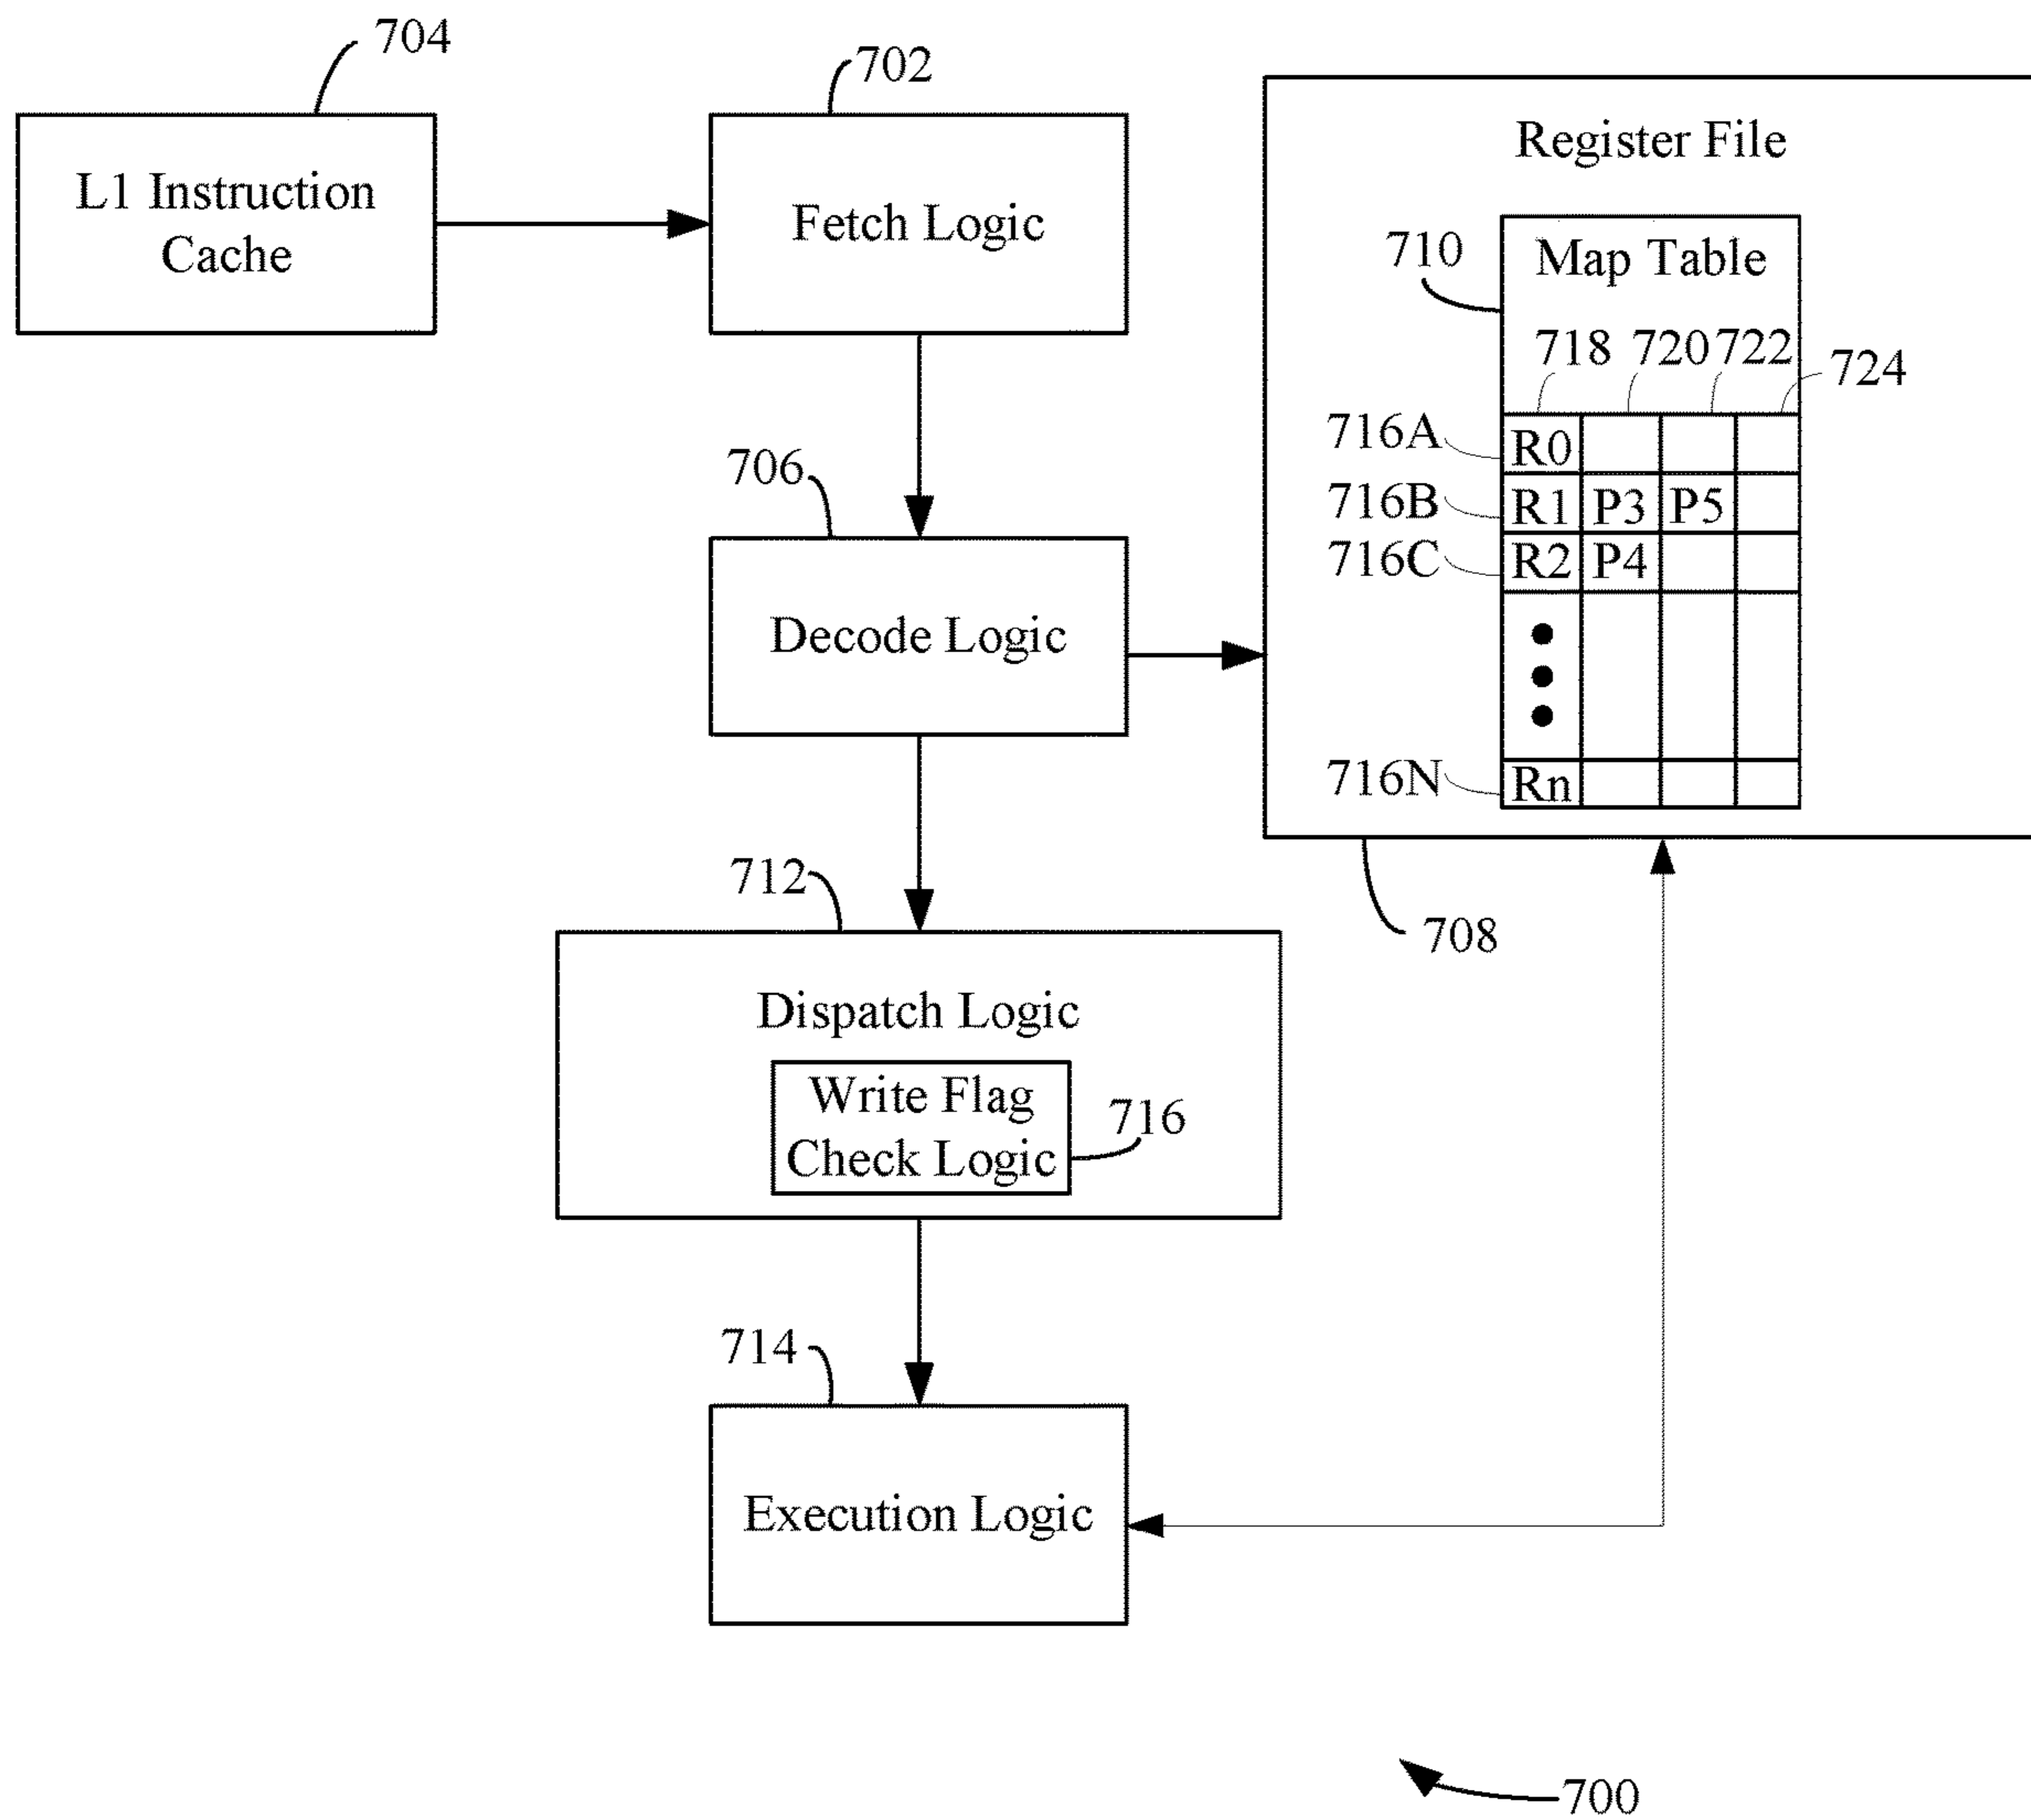 704
702
L1 Instruction
Cache
Fetch Logic
Register File
710
Map Table
718 720 722 724
716A R0
716B R1 P3 P5
716C R2 P4
716N Rn
706
Decode Logic
708
712
Dispatch Logic
Write Flag
Check Logic
716
714
Execution Logic
700